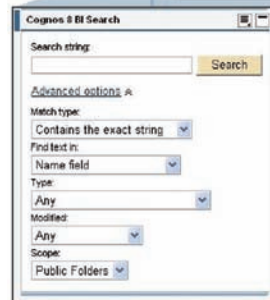 Cognos 8 BI Search
Search string:
Search
Advanced options
Match type:
Contains the exact string
Find text in:
Name field
Type:
Any
Modified:
Any
Scope:
Public Folders